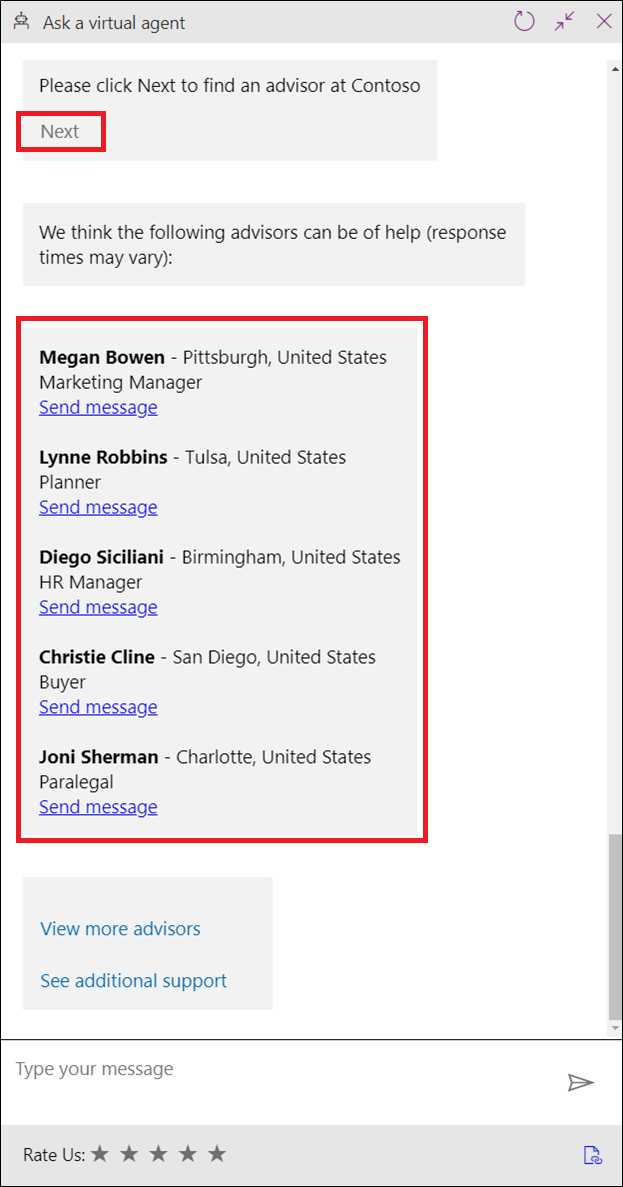 Ask a virtual agent
Please click Next to find an advisor at Contoso
Next
We think the following advisors can be of help (response
times may vary):
Megan Bowen - Pittsburgh, United States
Marketing Manager
Send message
Lynne Robbins - Tulsa, United States
Planner
Send message
Diego Siciliani - Birmingham, United States
HR Manager
Send message
Christie Cline - San Diego, United States
Buyer
Send message
Joni Sherman - Charlotte, United States
Paralegal
Send message
View more advisors
See additional support
Type your message
Rate Us: